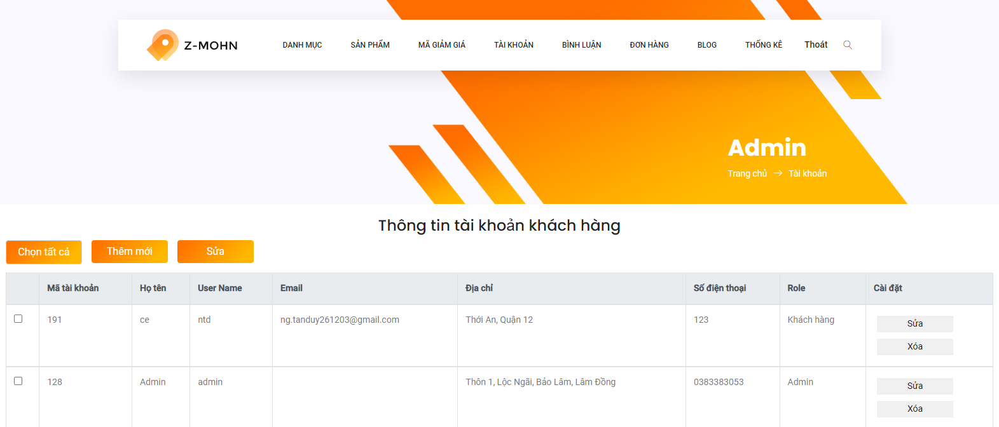 Z-MOHN DANH MỤC SẢN PHẨM MÃ GIẢM GIÁ TÀI KHOẢN BÌNH LUẬN ĐƠN HÀNG BLOG THỐNG KÊ Thoát
Admin
Trang chủ → Tài khoản
Thông tin tài khoản khách hàng
Chọn tất cả Thêm mới Sửa
Mã tài khoản Họ tên User Name Email Địa chỉ Số điện thoại Role Cài đặt
191 ce ntd ng.tanduy261203@gmail.com Thới An, Quận 12 123 Khách hàng Sửa
Xóa
128 Admin admin Thôn 1, Lộc Ngãi, Bảo Lâm, Lâm Đồng 0383383053 Admin Sửa
Xóa